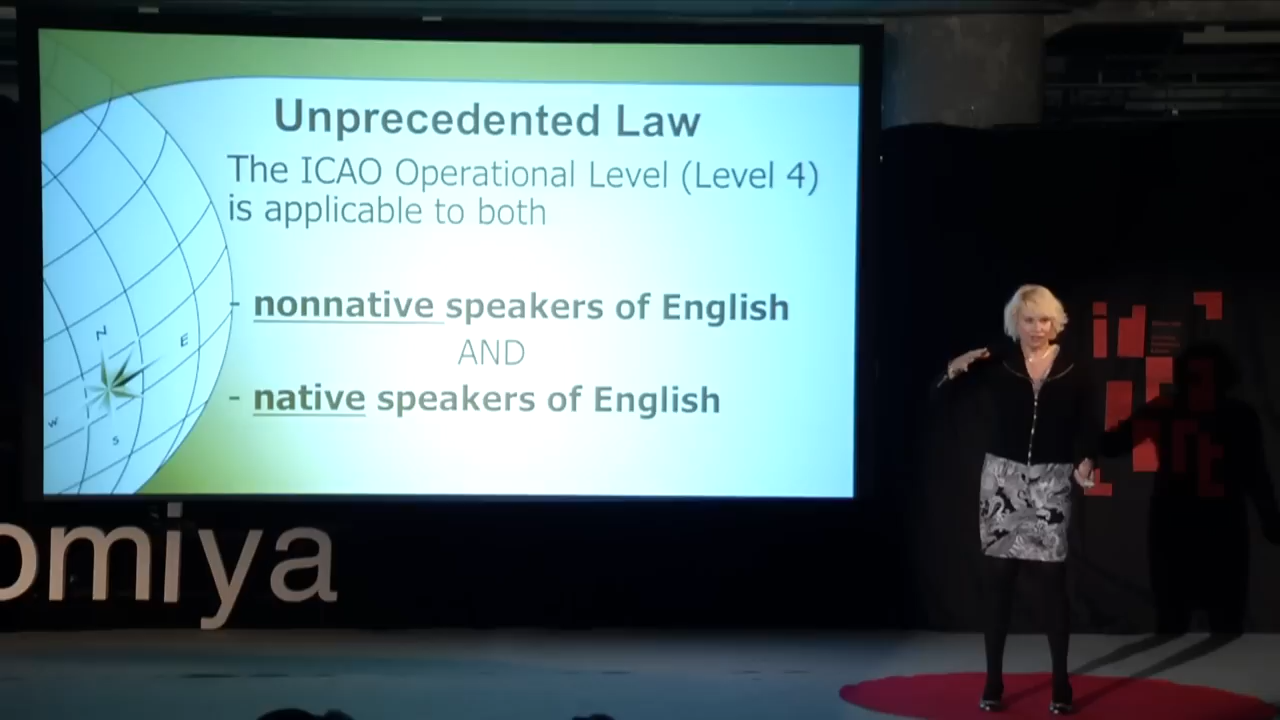 Unprecedented Law
The ICAO Operational Level (Level 4)
is applicable to both
- nonnative speakers of English
AND
- native speakers of English
N
E
W
S
omiya